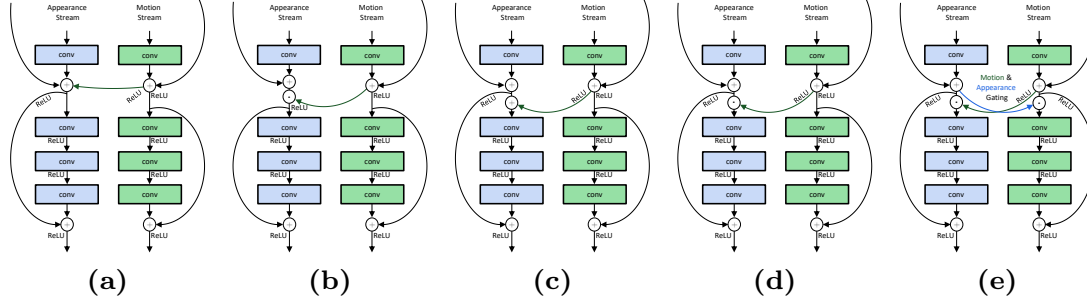 Appearance
Stream
Motion
Stream
conv
conv
+
+
ReLU
ReLU
ReLU
conv
conv
ReLU
ReLU
conv
conv
ReLU
ReLU
conv
conv
+
+
ReLU
ReLU
(a)
Appearance
Stream
Motion
Stream
conv
conv
+
+
ReLU
ReLU
conv
conv
ReLU
ReLU
conv
conv
ReLU
ReLU
conv
conv
+
+
ReLU
ReLU
(b)
Appearance
Stream
Motion
Stream
conv
conv
+
+
ReLU
ReLU
ReLU
+
conv
conv
ReLU
ReLU
conv
conv
ReLU
ReLU
conv
conv
+
+
ReLU
ReLU
(c)
Appearance
Stream
Motion
Stream
conv
conv
+
+
ReLU
ReLU
ReLU
conv
conv
ReLU
ReLU
conv
conv
ReLU
ReLU
conv
conv
+
+
ReLU
ReLU
(d)
Appearance
Stream
Motion
Stream
conv
conv
+
+
Motion &
Appearance
Gating
ReLU
ReLU
ReLU
conv
conv
ReLU
ReLU
conv
conv
ReLU
ReLU
conv
conv
+
+
ReLU
ReLU
(e)